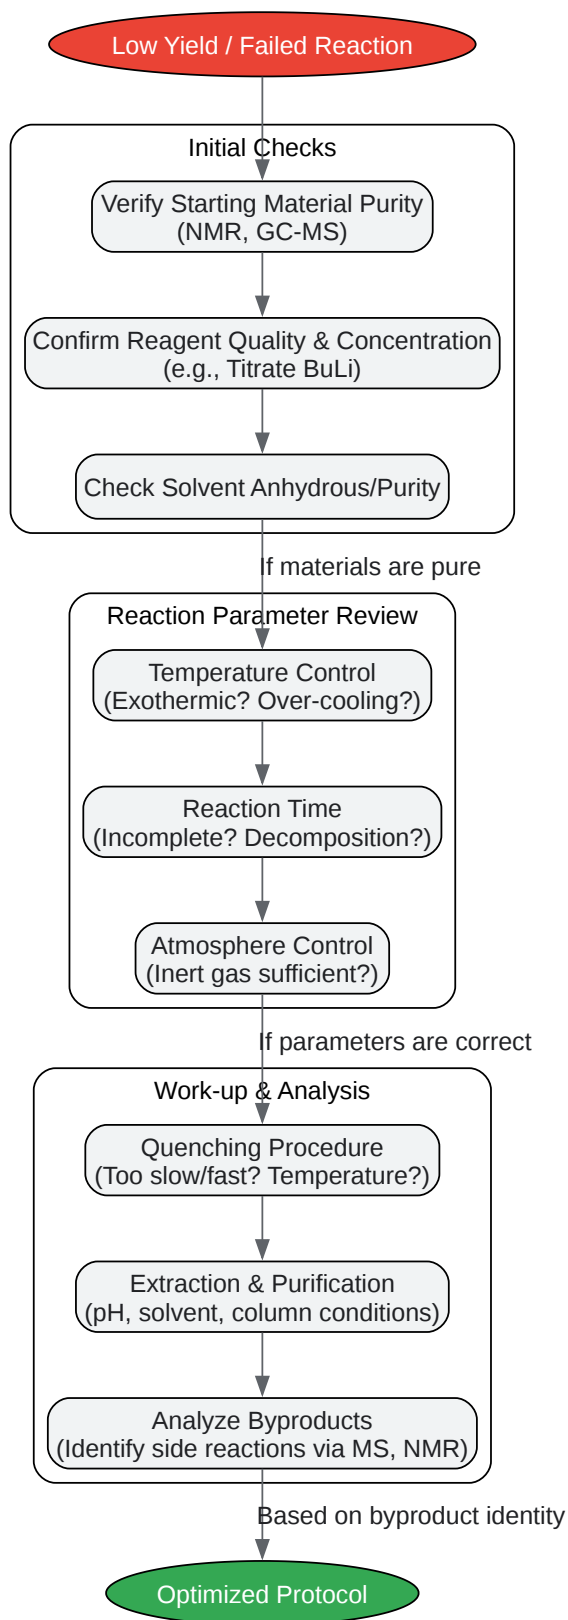 Low Yield / Failed Reaction
Initial Checks
Verify Starting Material Purity
(NMR, GC-MS)
Confirm Reagent Quality & Concentration
(e.g., Titrate BuLi)
Check Solvent Anhydrous/Purity
If materials are pure
Reaction Parameter Review
Temperature Control
(Exothermic? Over-cooling?)
Reaction Time
(Incomplete? Decomposition?)
Atmosphere Control
(Inert gas sufficient?)
If parameters are correct
Work-up & Analysis
Quenching Procedure
(Too slow/fast? Temperature?)
Extraction & Purification
(pH, solvent, column conditions)
Analyze Byproducts
(Identify side reactions via MS, NMR)
Based on byproduct identity
Optimized Protocol